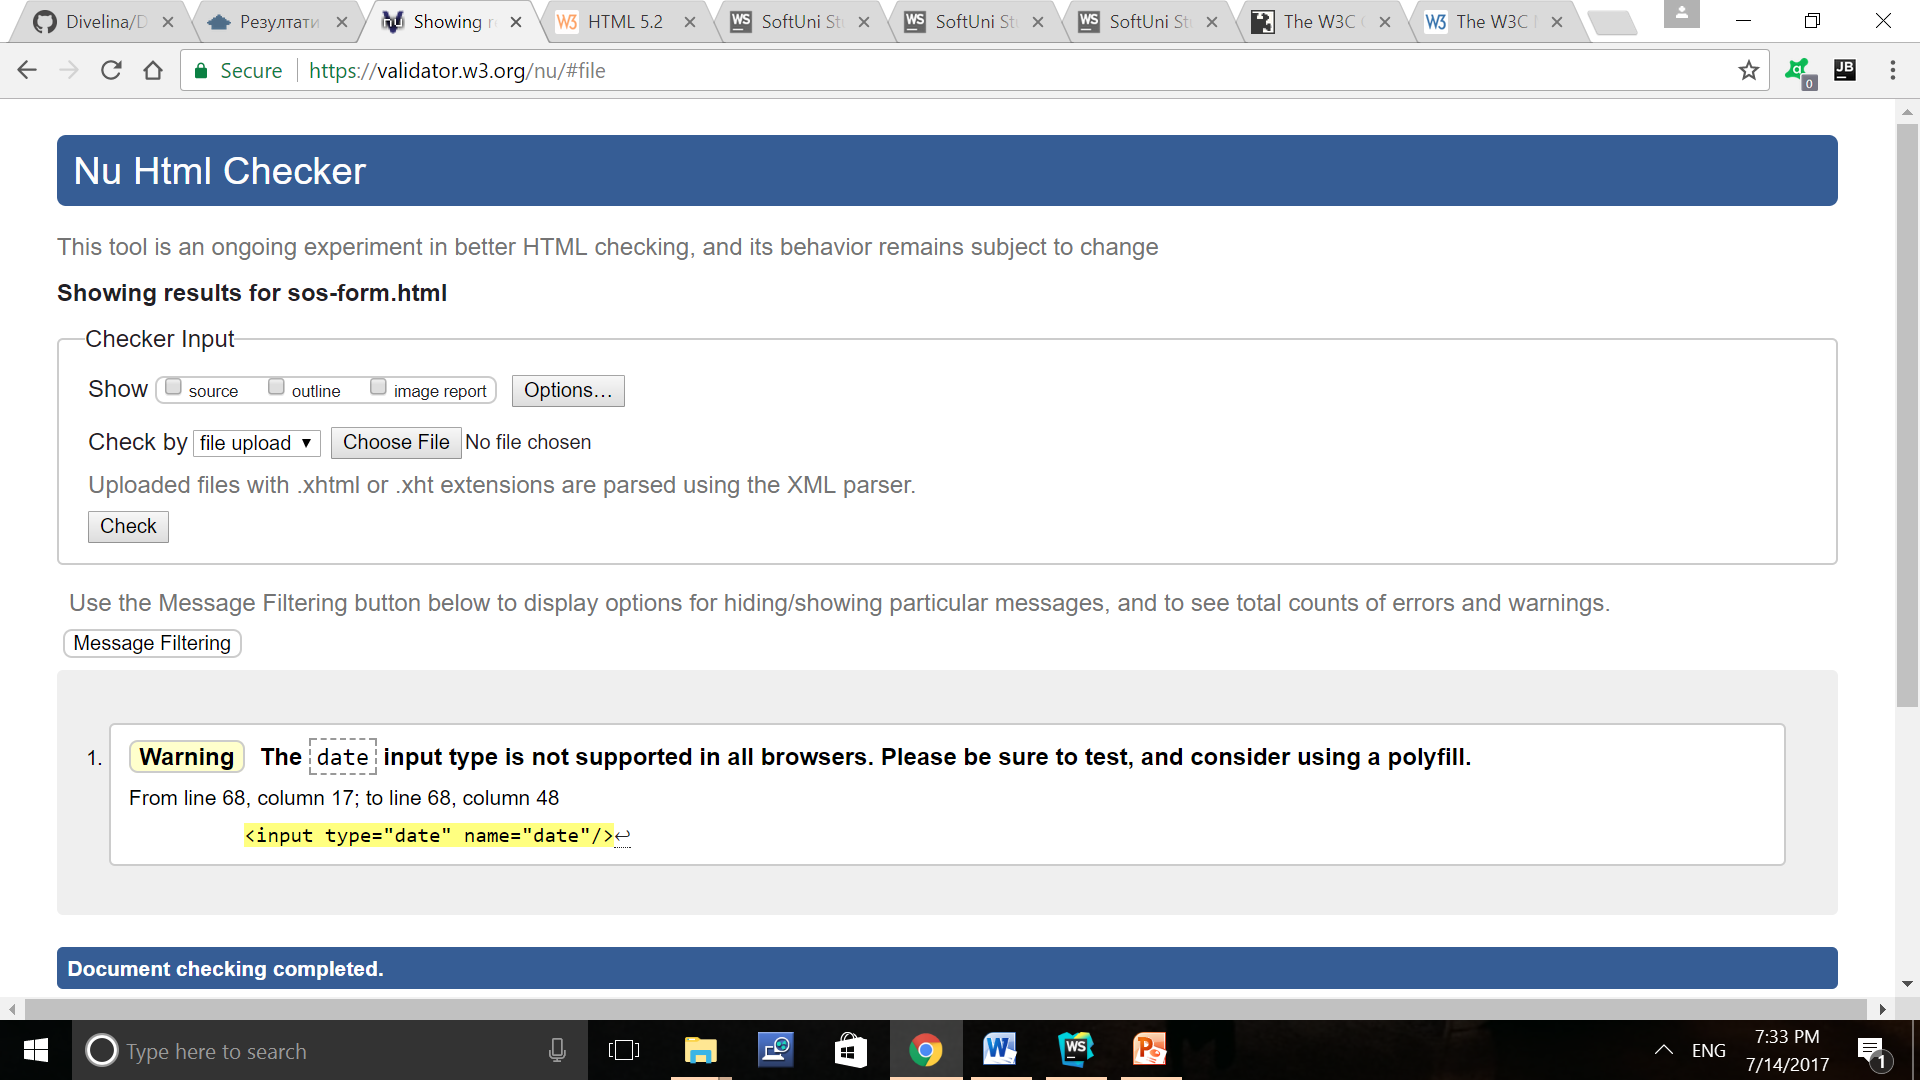 Divelina/D
Резултати
Showing re
HTML 5.2
SoftUni Stu
SoftUni Stu
SoftUni Stu
The W3C
The W3C
Secure https://validator.w3.org/nu/#file
0
JB
Nu Html Checker
This tool is an ongoing experiment in better HTML checking, and its behavior remains subject to change
Showing results for sos-form.html
Checker Input
Show source outline image report Options…
Check by file upload Choose File No file chosen
Uploaded files with .xhtml or .xht extensions are parsed using the XML parser.
Check
Use the Message Filtering button below to display options for hiding/showing particular messages, and to see total counts of errors and warnings.
Message Filtering
1. Warning The date input type is not supported in all browsers. Please be sure to test, and consider using a polyfill.
From line 68, column 17; to line 68, column 48
<input type="date" name="date"/>↩
Document checking completed.
Type here to search
ENG
7:33 PM
7/14/2017
1